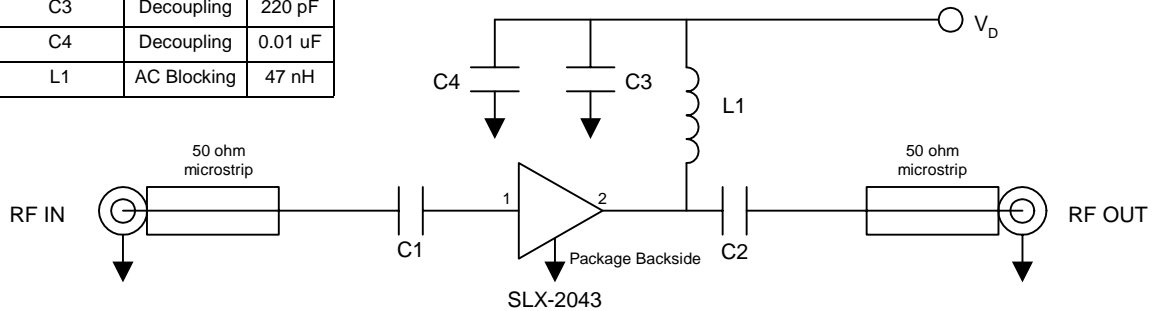 C3 Decoupling 220 pF
C4 Decoupling 0.01 uF
L1 AC Blocking 47 nH
V_D
C4
C3
L1
50 ohm
microstrip
50 ohm
microstrip
RF IN
1
2
RF OUT
C1
C2
Package Backside
SLX-2043